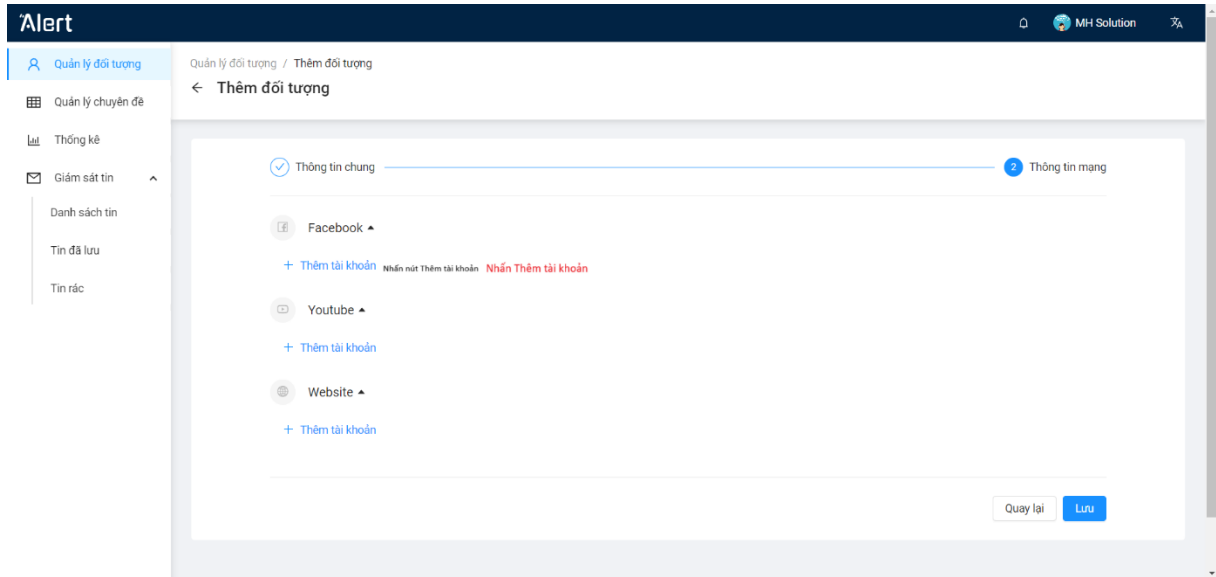 Alert
MH Solution
Quản lý đối tượng
Quản lý chuyên đề
Thống kê
Giám sát tin
Danh sách tin
Tin đã lưu
Tin rác
Quản lý đối tượng / Thêm đối tượng
← Thêm đối tượng
Thông tin chung
2 Thông tin mạng
Facebook
+ Thêm tài khoản Nhấn nút Thêm tài khoản Nhấn Thêm tài khoản
Youtube
+ Thêm tài khoản
Website
+ Thêm tài khoản
Quay lại Lưu